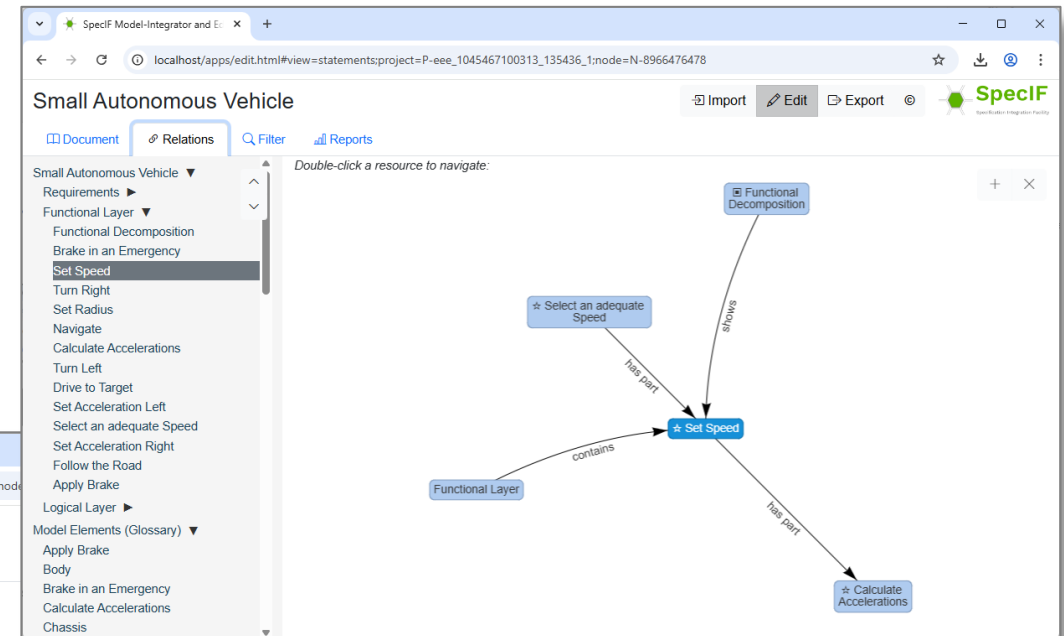 SpecIF Model-Integrator and Ed
localhost/apps/edit.html#view=statements;project=P-eee_1045467100313_135436_1;node=N-8966476478
Small Autonomous Vehicle
Import
Edit
Export
©
SpecIF
Specification Integration Facility
Document
Relations
Filter
Reports
Small Autonomous Vehicle ▼
Requirements ►
Functional Layer ▼
Functional Decomposition
Brake in an Emergency
Set Speed
Turn Right
Set Radius
Navigate
Calculate Accelerations
Turn Left
Drive to Target
Set Acceleration Left
Select an adequate Speed
Set Acceleration Right
Follow the Road
Apply Brake
Logical Layer ►
Model Elements (Glossary) ▼
Apply Brake
Body
Brake in an Emergency
Calculate Accelerations
Chassis
Double-click a resource to navigate:
Functional
Decomposition
shows
☆ Select an adequate
Speed
has part
☆ Set Speed
contains
Functional Layer
has part
☆ Calculate
Accelerations
node